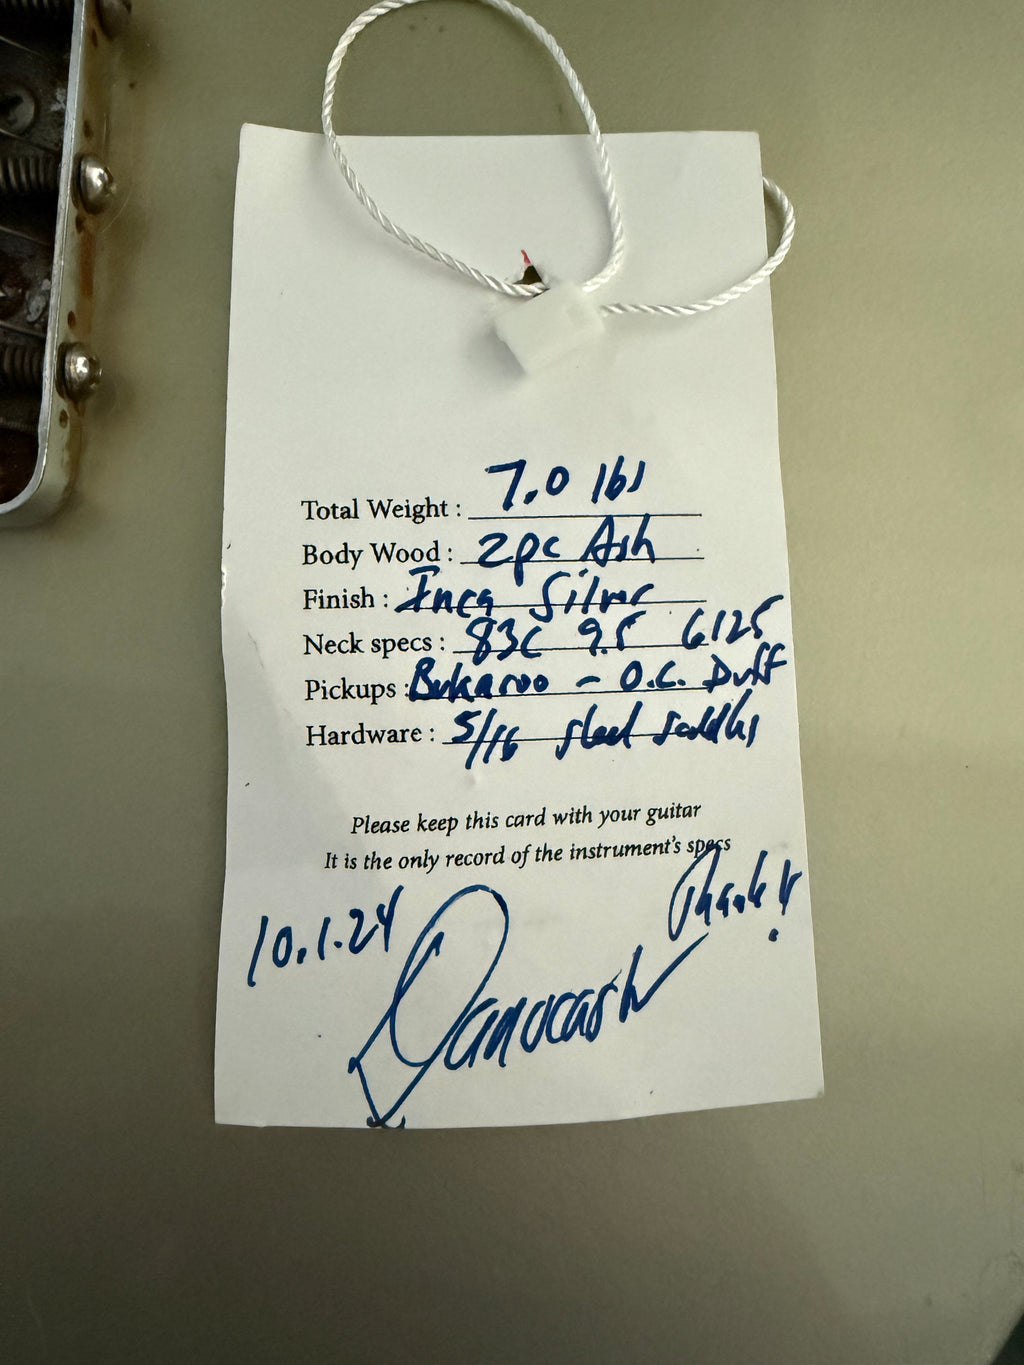 Total Weight : 7.0 lbs
Body Wood : 2pc Ash
Finish : Inca Silver
Neck specs : 83C 9.5 6125
Pickups : Bukaroo - O.C. Duff
Hardware : 5/16 steel saddles
Please keep this card with your guitar
It is the only record of the instrument's specs
Thanks!
10.1.24
Danocaster